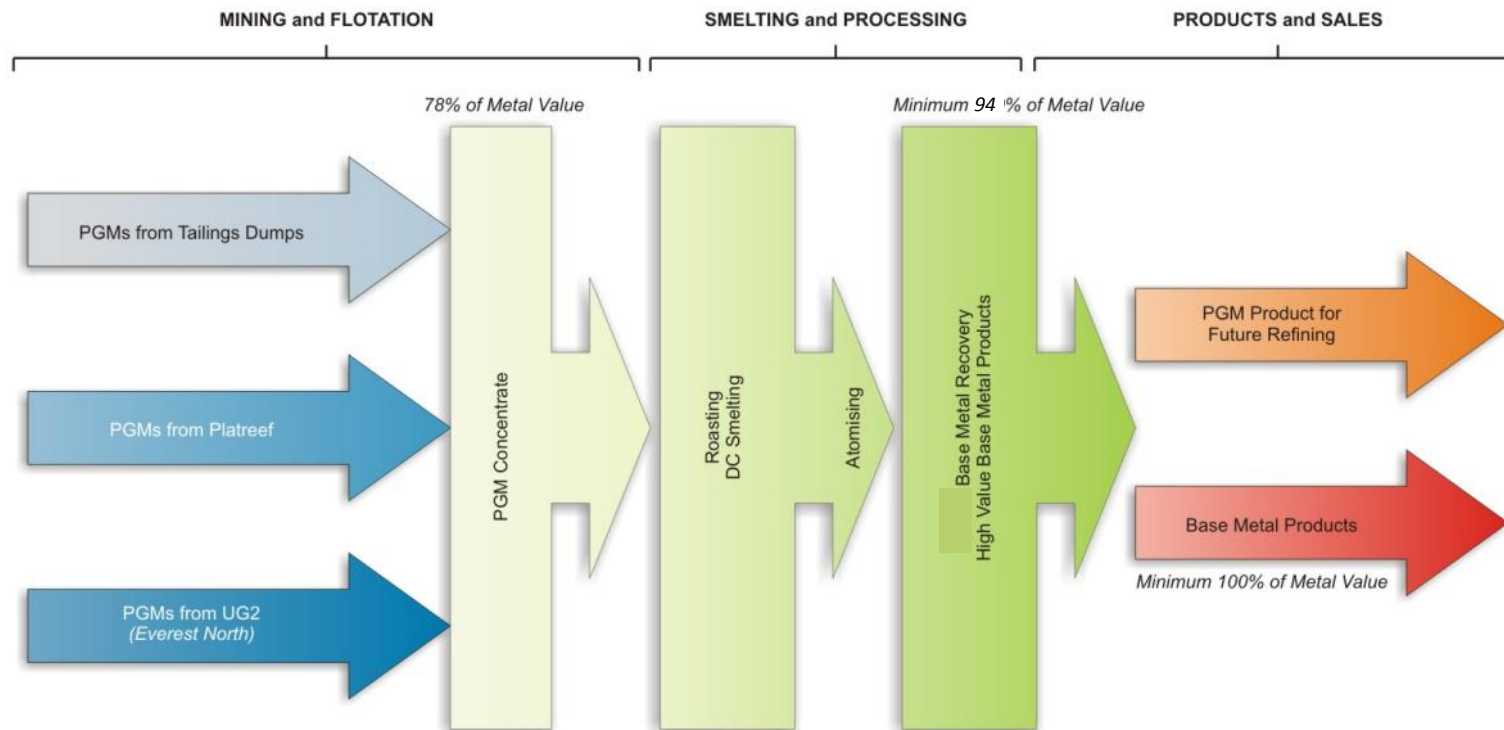 MINING and FLOTATION
SMELTING and PROCESSING
PRODUCTS and SALES
78% of Metal Value
Minimum 94 % of Metal Value
PGMs from Tailings Dumps
PGMs from Platreef
PGMs from UG2
(Everest North)
PGM Concentrate
Roasting
DC Smelting
Atomising
Base Metal Recovery
High Value Base Metal Products
PGM Product for
Future Refining
Base Metal Products
Minimum 100% of Metal Value